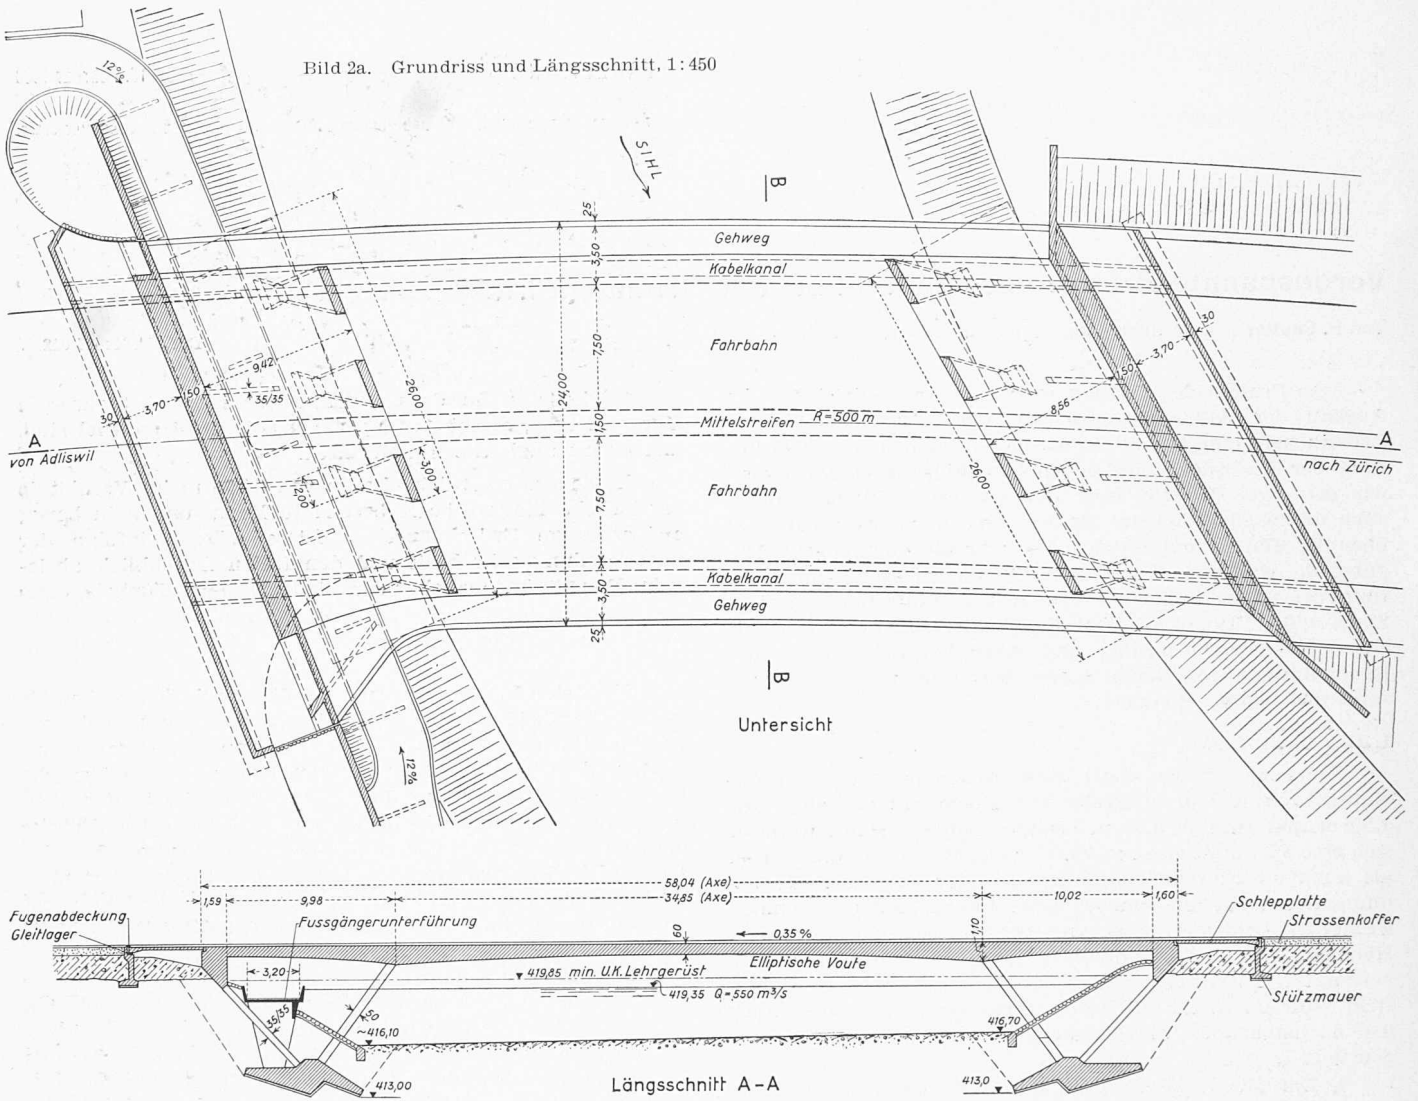 Bild 2a. Grundriss und Längsschnitt, 1:450
12%
SIHL
B
25
Gehweg
3,50
Kabelkanal
30
Fahrbahn
7,50
9,42
3,70
1,50
35/35
26,00
24,00
1,50
3,70
30
8,56
Mittelstreifen
R=500 m
1,50
A
von Adliswil
A
nach Zürich
3,00
2,00
26,00
Fahrbahn
7,50
Kabelkanal
3,50
Gehweg
25
B
Untersicht
12%
58,04 (Axe)
34,85 (Axe)
1,59
9,98
10,02
1,60
Fugenabdeckung
Gleitlager
Fussgängerunterführung
60
0,35 %
1,10
Schlepplatte
Strassenkoffer
Elliptische Voute
3,20
419,85 min. U.K. Lehrgerüst
419,35 Q=550 m³/s
Stützmauer
35/35
50
~416,10
416,70
413,00
413,0
Längsschnitt A-A